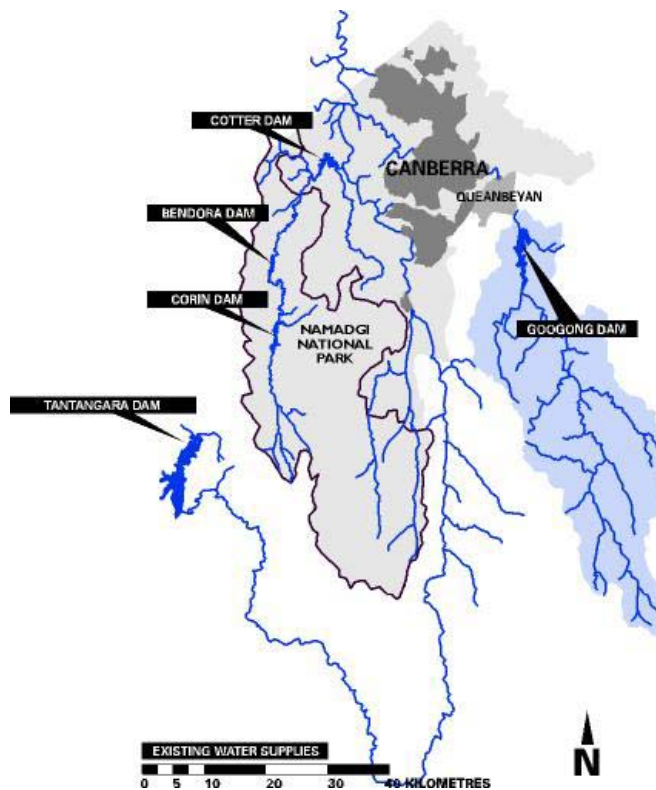 COTTER DAM
CANBERRA
QUEANBEYAN
BENDORA DAM
CORIN DAM
NAMADGI
NATIONAL
PARK
GOOGONG DAM
TANTANGARA DAM
EXISTING WATER SUPPLIES
0 5 10 20 30 40 KILOMETRES
N